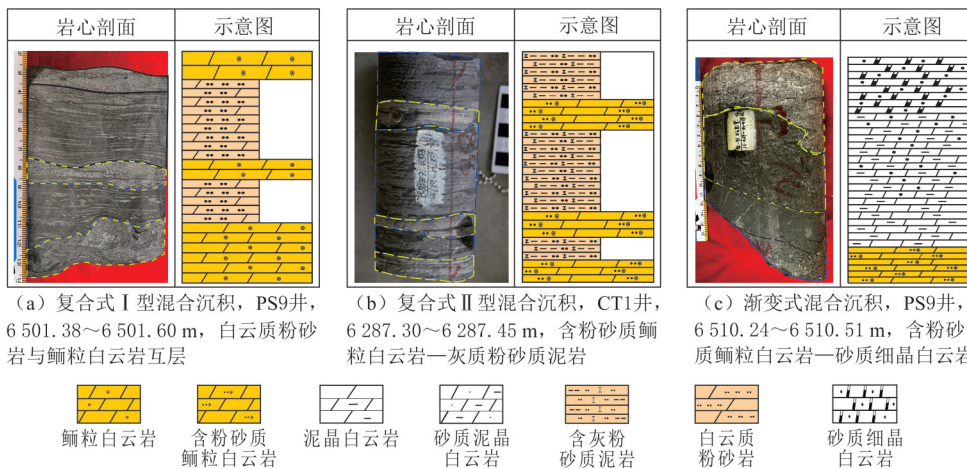 岩心剖面 示意图 岩心剖面 示意图 岩心剖面 示意图
(a) 复合式Ⅰ型混合沉积，PS9井，
6 501.38～6 501.60 m，白云质粉砂
岩与鲕粒白云岩互层
(b) 复合式Ⅱ型混合沉积，CT1井，
6 287.30～6 287.45 m，含粉砂质鲕
粒白云岩—灰质粉砂质泥岩
(c) 渐变式混合沉积，PS9井，
6 510.24～6 510.51 m，含粉砂
质鲕粒白云岩—砂质细晶白云岩
鲕粒白云岩
含粉砂质
鲕粒白云岩
泥晶白云岩
砂质泥晶
白云岩
含灰粉
砂质泥岩
白云质
粉砂岩
砂质细晶
白云岩